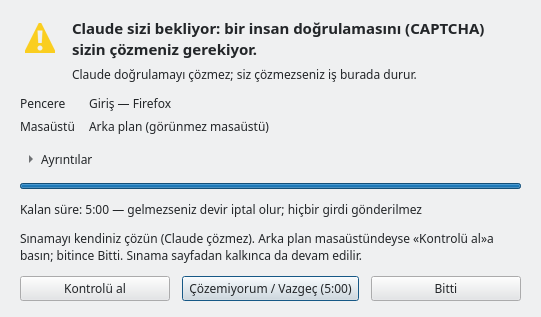 Claude sizi bekliyor: bir insan doğrulamasını (CAPTCHA)
sizin çözmeniz gerekiyor.
Claude doğrulamayı çözmez; siz çözmezseniz iş burada durur.
Pencere Giriş — Firefox
Masaüstü Arka plan (görünmez masaüstü)
Ayrıntılar
Kalan süre: 5:00 — gelmezseniz devir iptal olur; hiçbir girdi gönderilmez
Sınamayı kendiniz çözün (Claude çözmez). Arka plan masaüstündeyse «Kontrolü al»a
basın; bitince Bitti. Sınama sayfadan kalkınca da devam edilir.
Kontrolü al Çözemiyorum / Vazgeç (5:00) Bitti